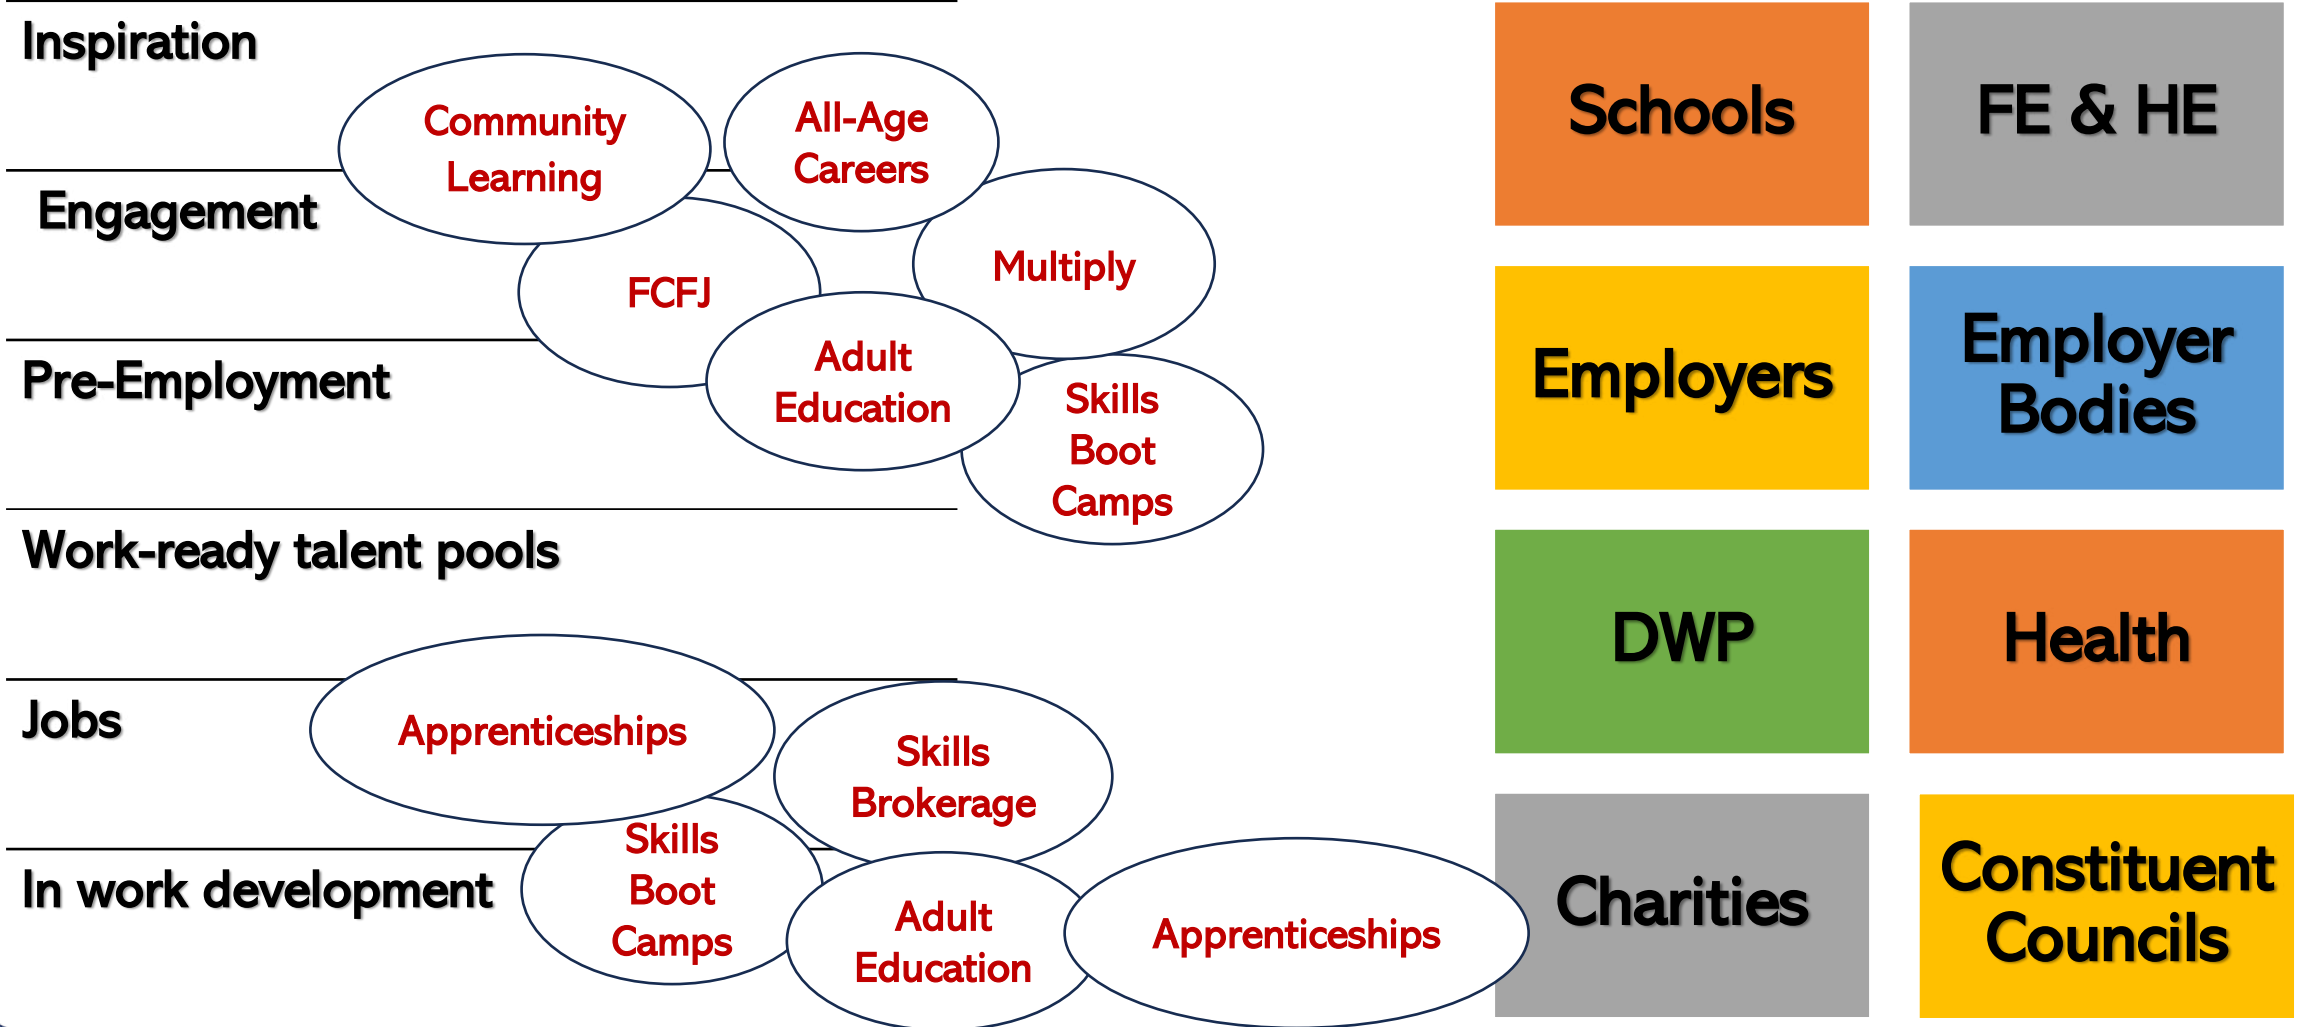 Inspiration
Community
Learning
All-Age
Careers
Engagement
FCFJ
Multiply
Pre-Employment
Adult
Education
Skills
Boot
Camps
Work-ready talent pools
Jobs
Apprenticeships
Skills
Brokerage
In work development
Skills
Boot
Camps
Adult
Education
Apprenticeships
Schools
FE & HE
Employers
Employer
Bodies
DWP
Health
Charities
Constituent
Councils